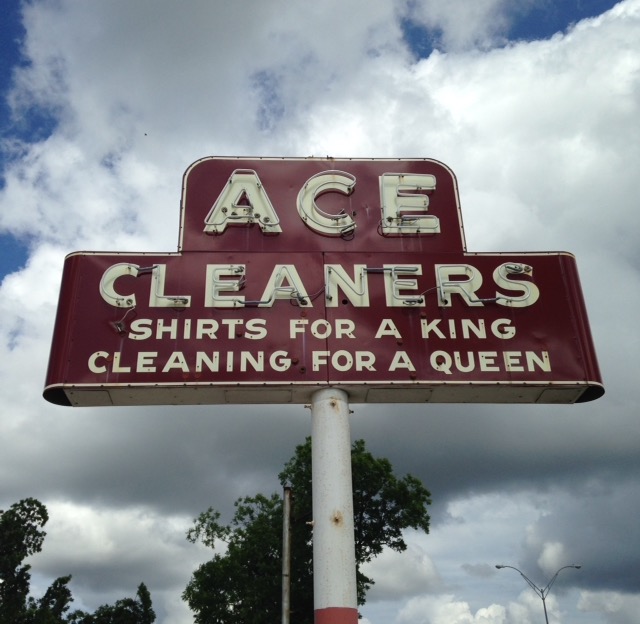 ACE
CLEANERS
SHIRTS FOR A KING
CLEANING FOR A QUEEN